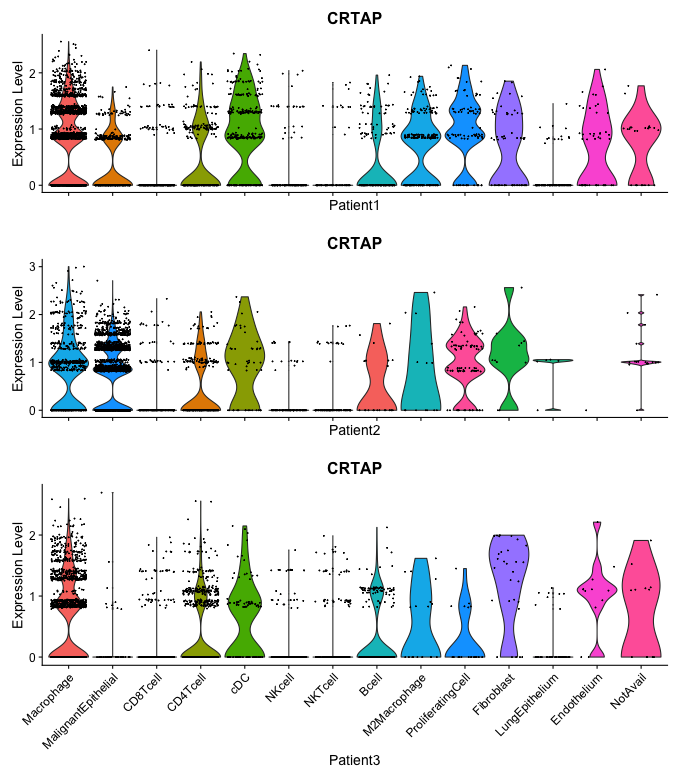 CRTAP
Expression Level
2
1
0
Patient1
CRTAP
Expression Level
3
2
1
0
Patient2
CRTAP
Expression Level
2
1
0
Macrophage
MalignantEpithelial
CD8Tcell
CD4Tcell
cDC
NKcell
NKTcell
Bcell
M2Macrophage
ProliferatingCell
Fibroblast
LungEpithelium
Endothelium
NotAvail
Patient3